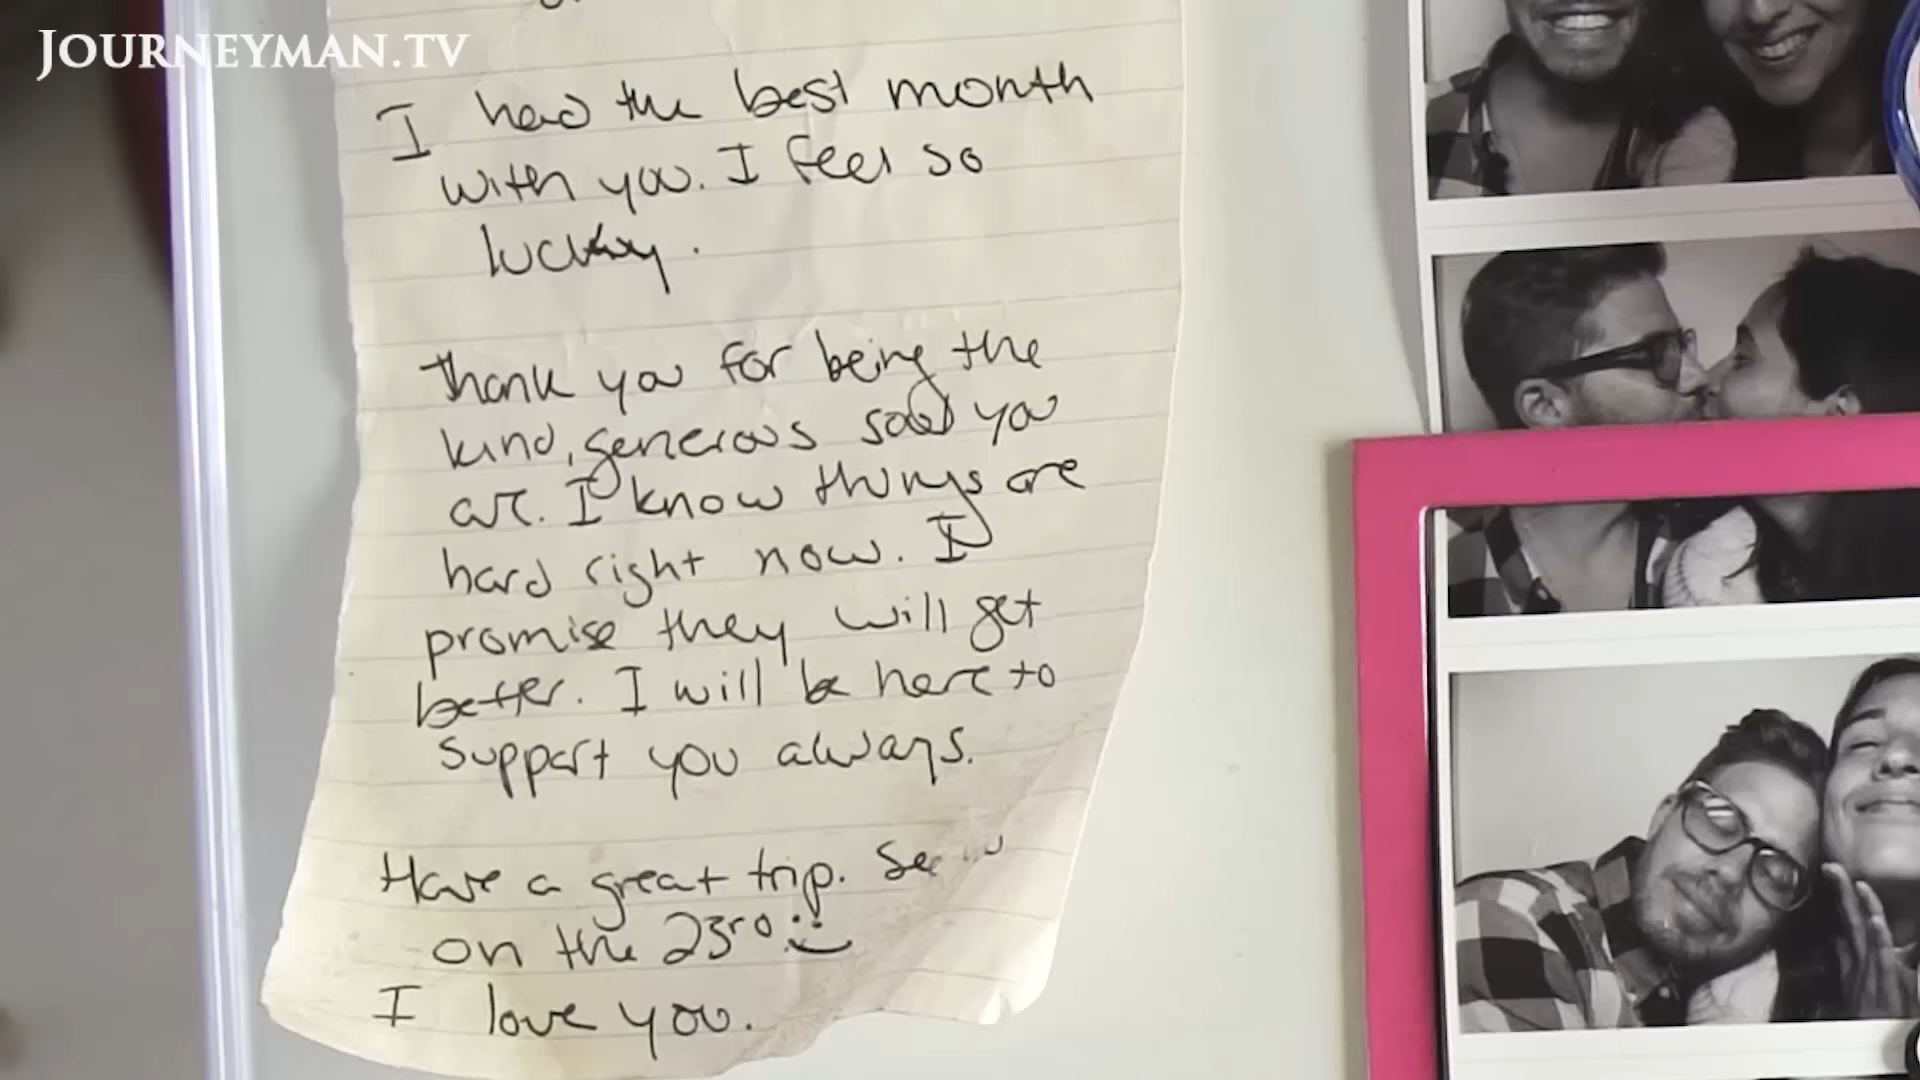 JOURNEYMAN.TV
I had the best month
with you. I feel so
lucky.
Thank you for being the
kind, generous soul you
are. I know things are
hard right now. I
promise they will get
better. I will be here to
support you always.
Have a great trip. See
on the 23rd :)
I love you.